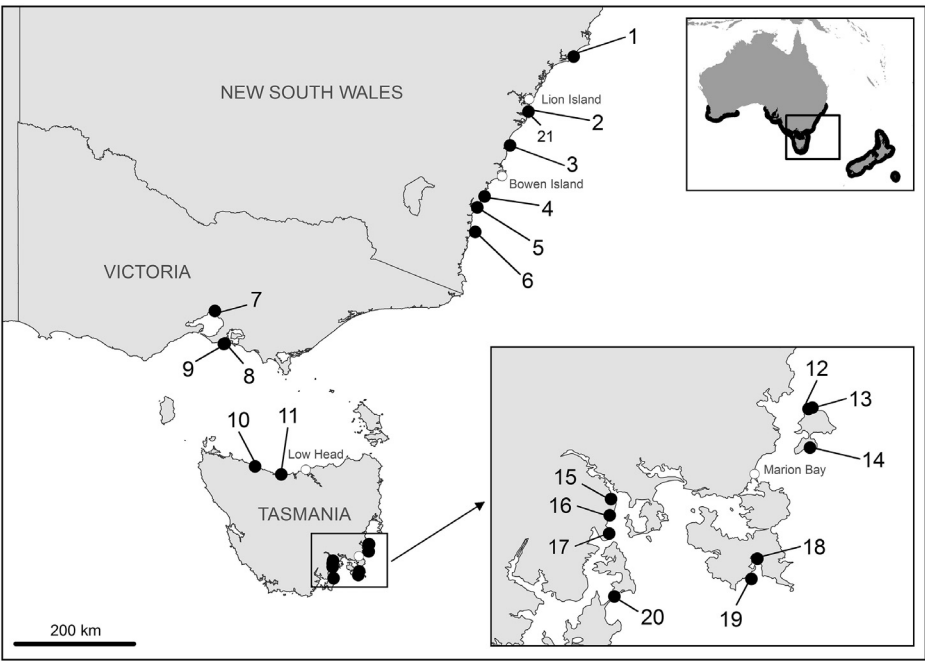 1
NEW SOUTH WALES
Lion Island
2
21
3
Bowen Island
4
5
6
VICTORIA
7
9
8
10
11
Low Head
TASMANIA
200 km
12
13
14
Marion Bay
15
16
17
18
19
20